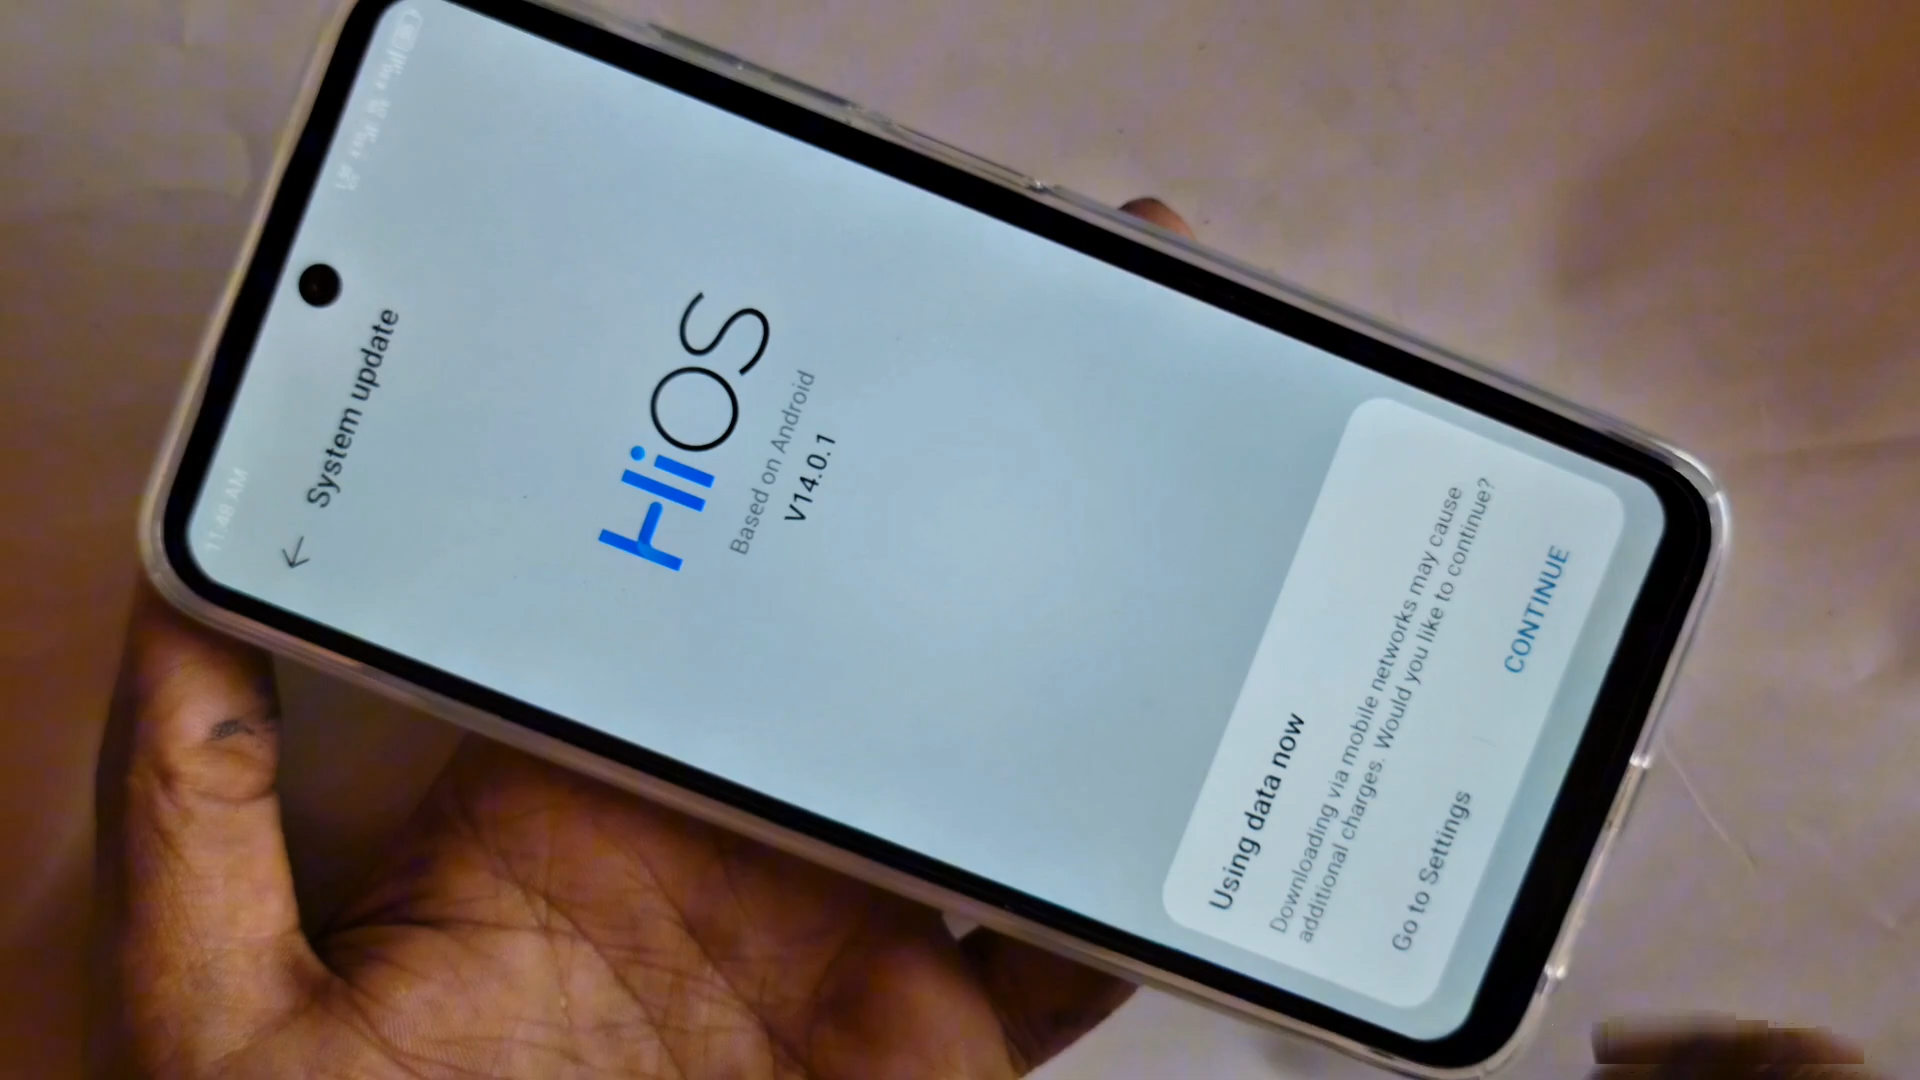 11:48 AM
System update
HiOS
Based on Android
V14.0.1
Using data now
Downloading via mobile networks may cause
additional charges. Would you like to continue?
Go to Settings
CONTINUE